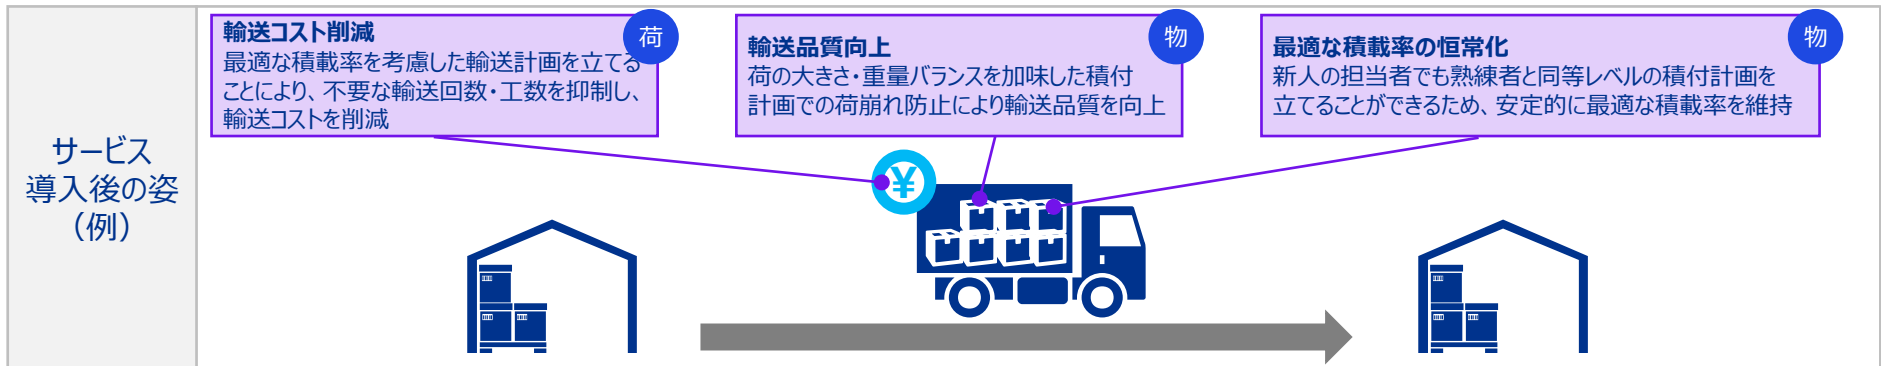 サービス
導入後の姿
（例）
輸送コスト削減
荷
最適な積載率を考慮した輸送計画を立てる
ことにより、不要な輸送回数・工数を抑制し、
輸送コストを削減
輸送品質向上
物
荷の大きさ・重量バランスを加味した積付
計画での荷崩れ防止により輸送品質を向上
最適な積載率の恒常化
物
新人の担当者でも熟練者と同等レベルの積付計画を
立てることができるため、安定的に最適な積載率を維持
¥